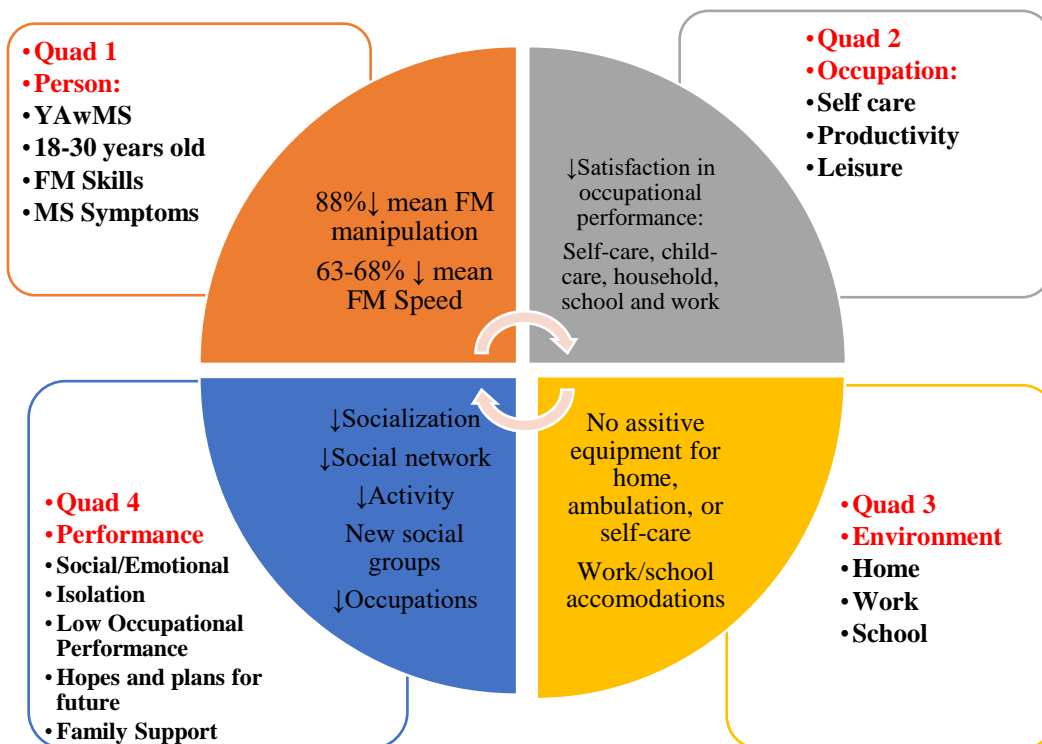 •Quad 1
•Person:
•YAwMS
•18-30 years old
•FM Skills
•MS Symptoms
88%↓ mean FM
manipulation
63-68% ↓ mean
FM Speed
•Quad 2
•Occupation:
•Self care
•Productivity
•Leisure
↓Satisfaction in
occupational
performance:
Self-care, child-
care, household,
school and work
•Quad 4
•Performance
•Social/Emotional
•Isolation
•Low Occupational
Performance
•Hopes and plans for
future
•Family Support
↓Socialization
↓Social network
↓Activity
New social
groups
↓Occupations
No assitive
equipment for
home,
ambulation, or
self-care
Work/school
accomodations
•Quad 3
•Environment
•Home
•Work
•School